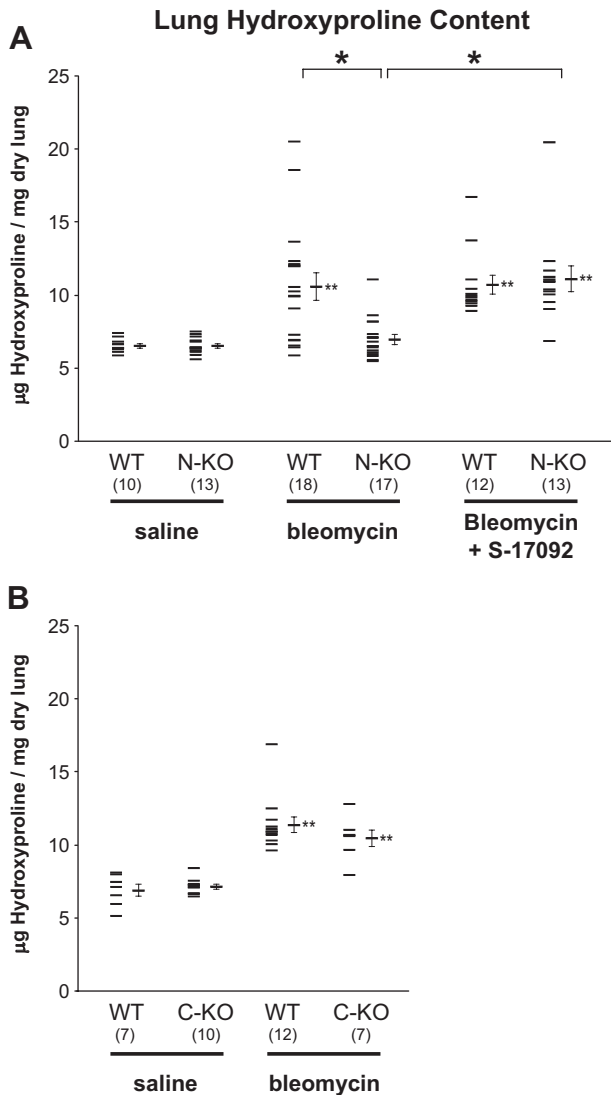 Lung Hydroxyproline Content
A
* *
µg Hydroxyproline / mg dry lung
25
20
15
10
5
0
** ** **
WT N-KO WT N-KO WT N-KO
(10) (13) (18) (17) (12) (13)
saline bleomycin Bleomycin
+ S-17092
B
µg Hydroxyproline / mg dry lung
25
20
15
10
5
0
** **
WT C-KO WT C-KO
(7) (10) (12) (7)
saline bleomycin